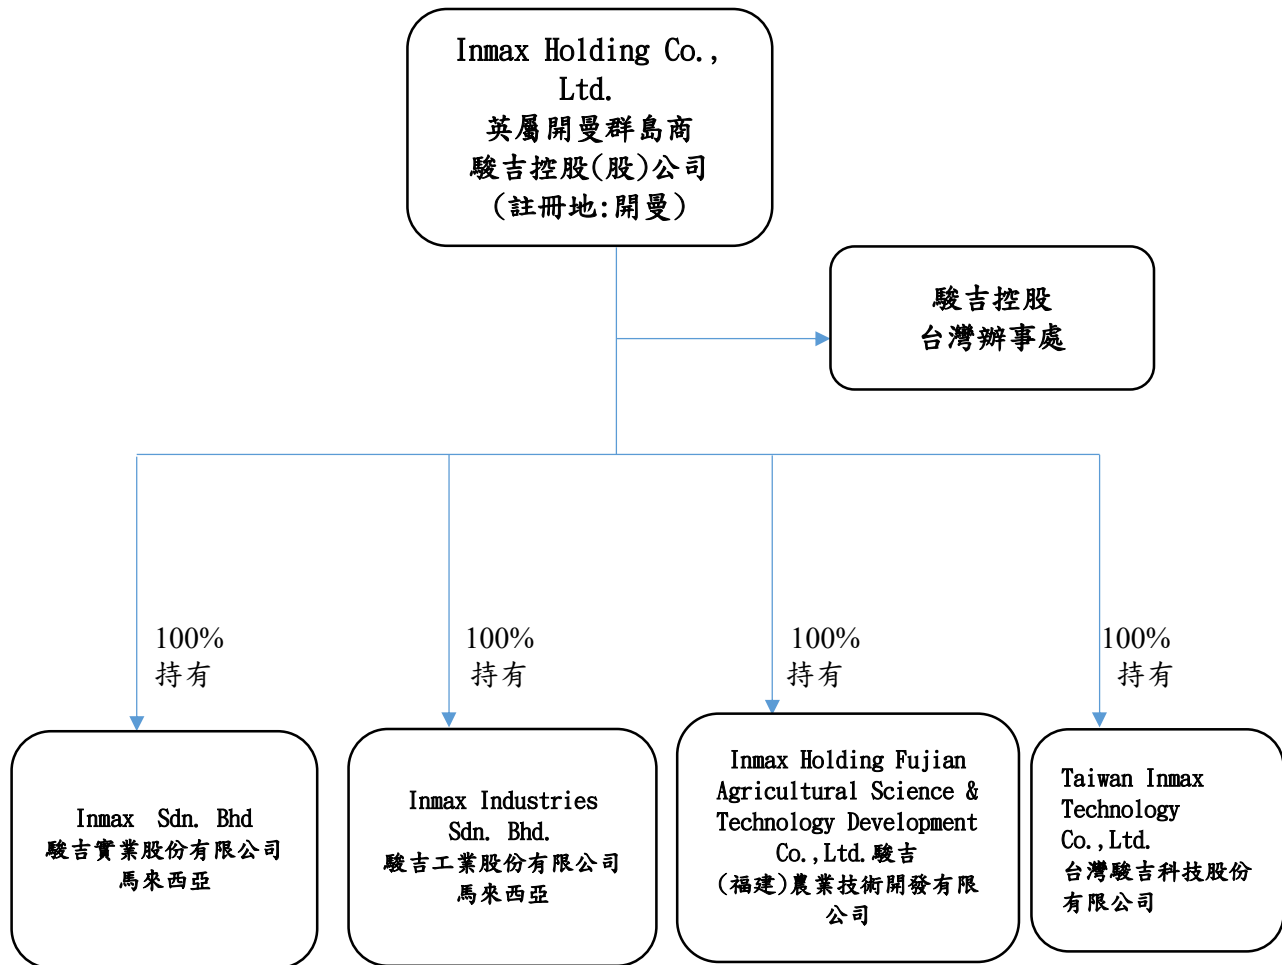 Inmax Holding Co.,
Ltd.
英屬開曼群島商
駿吉控股(股)公司
(註冊地:開曼)
駿吉控股
台灣辦事處
100%
持有
100%
持有
100%
持有
100%
持有
Inmax Sdn. Bhd
駿吉實業股份有限公司
馬來西亞
Inmax Industries
Sdn. Bhd.
駿吉工業股份有限公司
馬來西亞
Inmax Holding Fujian
Agricultural Science &
Technology Development
Co.,Ltd.駿吉
(福建)農業技術開發有限
公司
Taiwan Inmax
Technology
Co.,Ltd.
台灣駿吉科技股份
有限公司